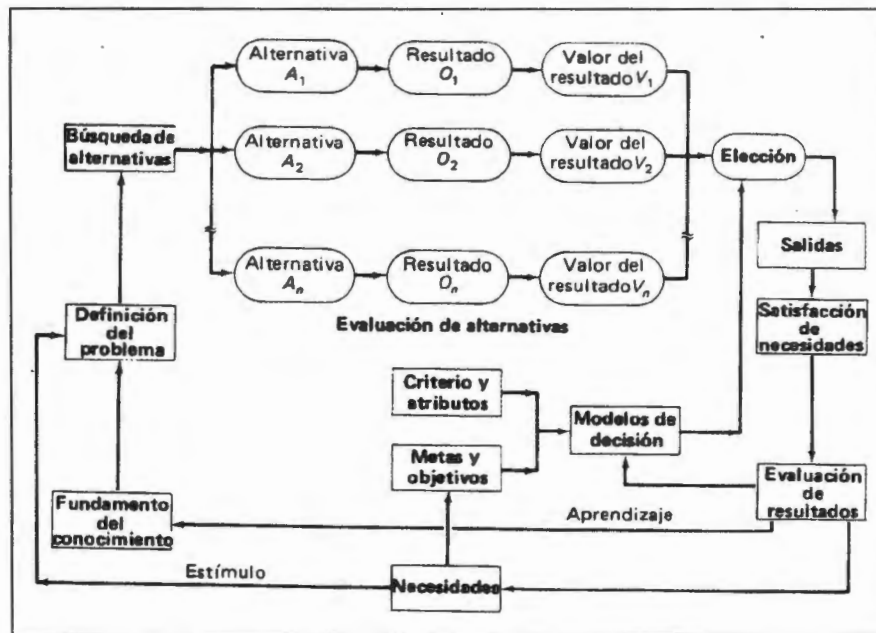 Alternativa
A1
Resultado
O1
Valor del
resultado V1
Búsqueda de
alternativas
Alternativa
A2
Resultado
O2
Valor del
resultado V2
Elección
Alternativa
An
Resultado
On
Valor del
resultado Vn
Salidas
Evaluación de alternativas
Definición
del
problema
Satisfacción
de
necesidades
Criterio y
atributos
Modelos de
decisión
Metas y
objetivos
Evaluación
de
resultados
Fundamento
del
conocimiento
Aprendizaje
Estímulo
Necesidades